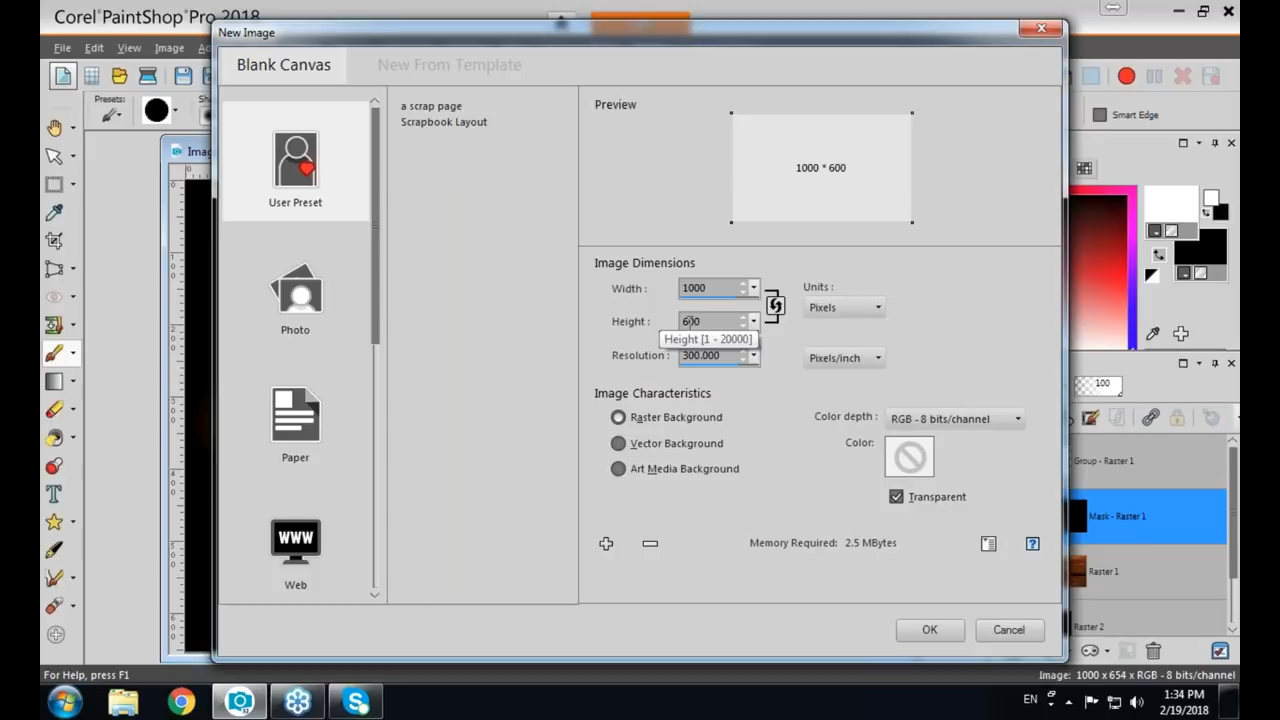 Corel PaintShop Pro 2018
New Image
File Edit View Image
Blank Canvas
New From Template
Presets:
Smart Edge
a scrap page
Scrapbook Layout
Preview
1000 * 600
User Preset
Photo
Paper
WWW
Web
Image Dimensions
Width : 1000
Units :
Pixels
Height : 600
Height [1 - 20000]
Resolution : 300.000
Pixels/inch
Image Characteristics
Raster Background
Vector Background
Art Media Background
Color depth : RGB - 8 bits/channel
Color:
Transparent
Memory Required: 2.5 MBytes
OK
Cancel
100
Group - Raster 1
Mask - Raster 1
Raster 1
Raster 2
For Help, press F1
Image: 1000 x 654 x RGB - 8 bits/channel
EN
1:34 PM
2/19/2018